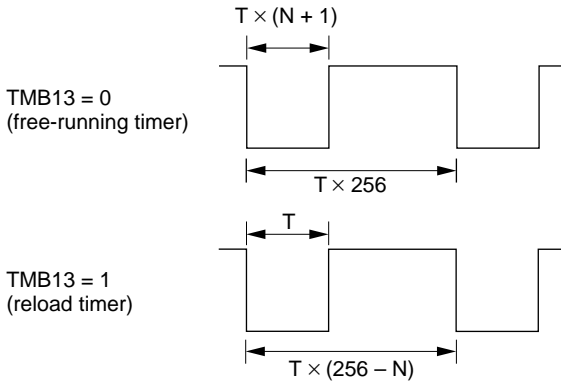 T × (N + 1)
TMB13 = 0
(free-running timer)
T × 256
T
TMB13 = 1
(reload timer)
T × (256 – N)